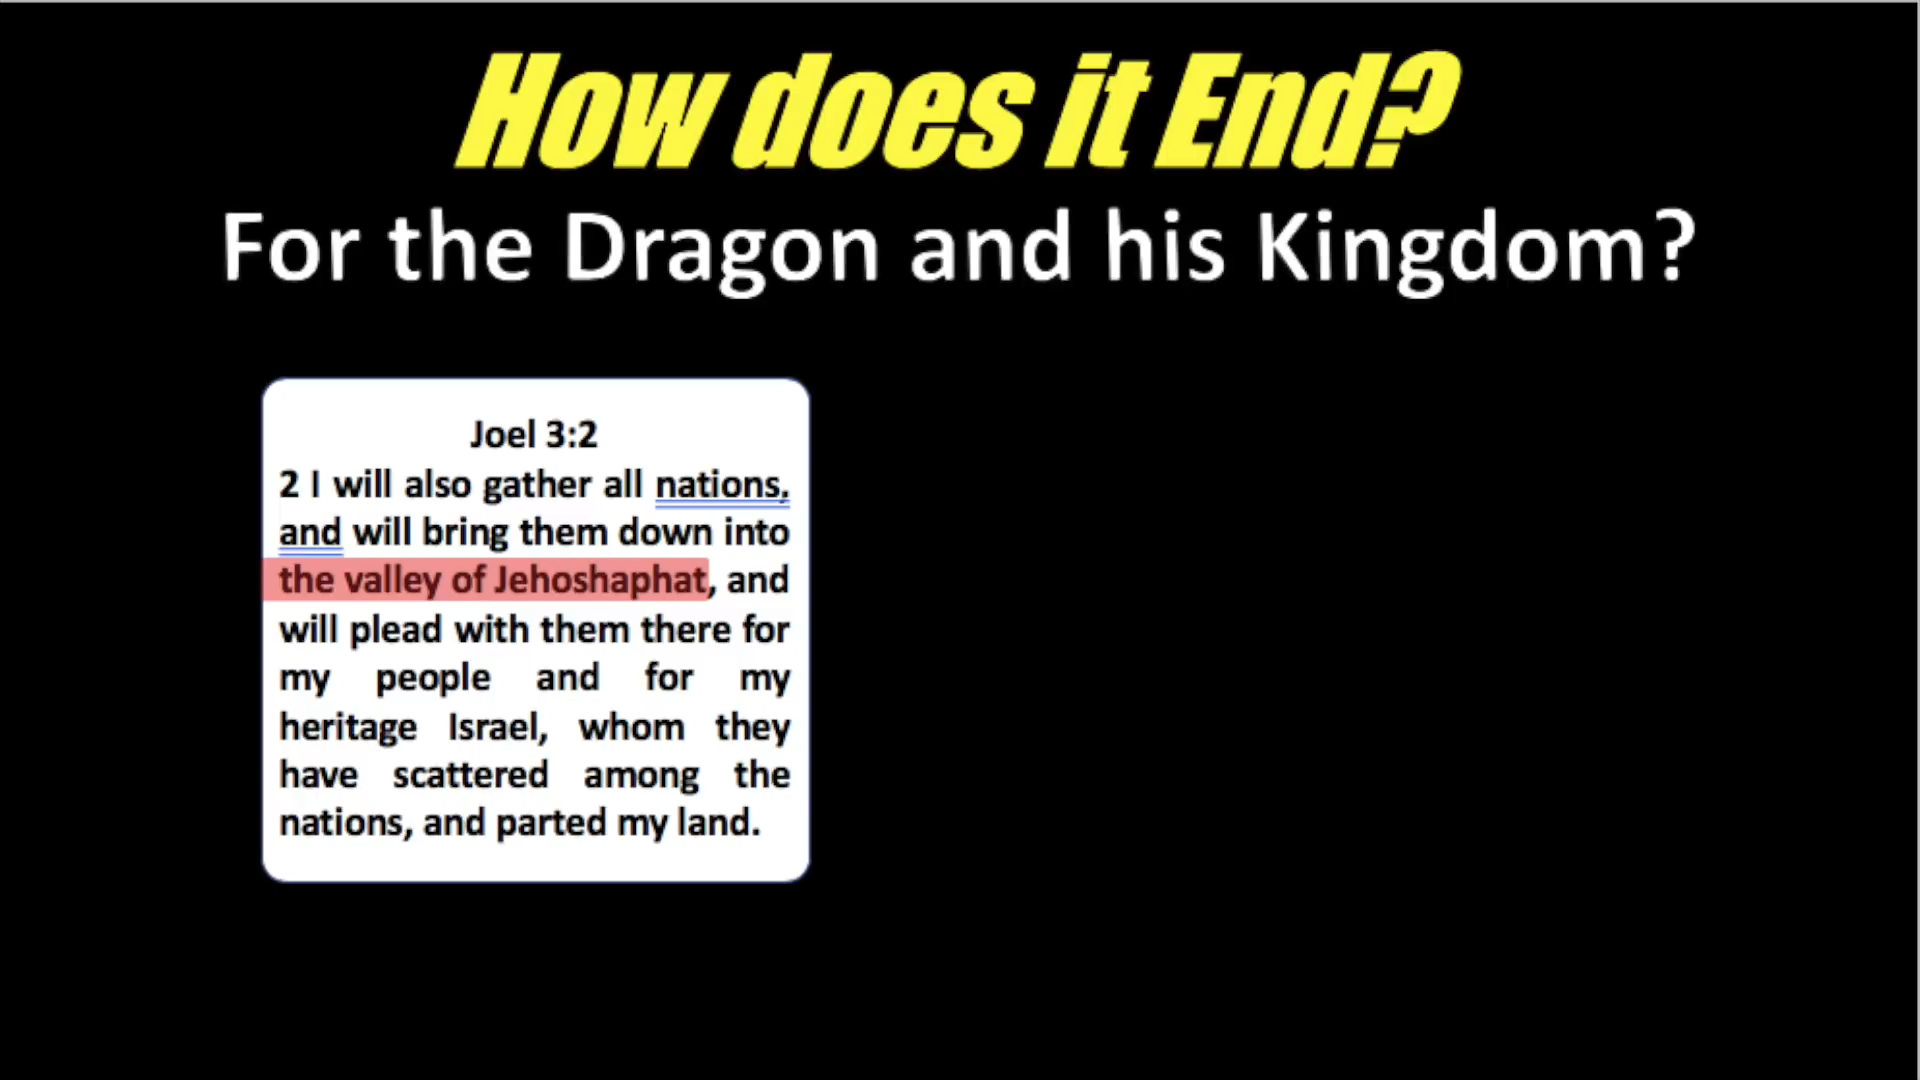 How does it End?
For the Dragon and his Kingdom?
Joel 3:2
2 I will also gather all nations,
and will bring them down into
the valley of Jehoshaphat, and
will plead with them there for
my people and for my
heritage Israel, whom they
have scattered among the
nations, and parted my land.